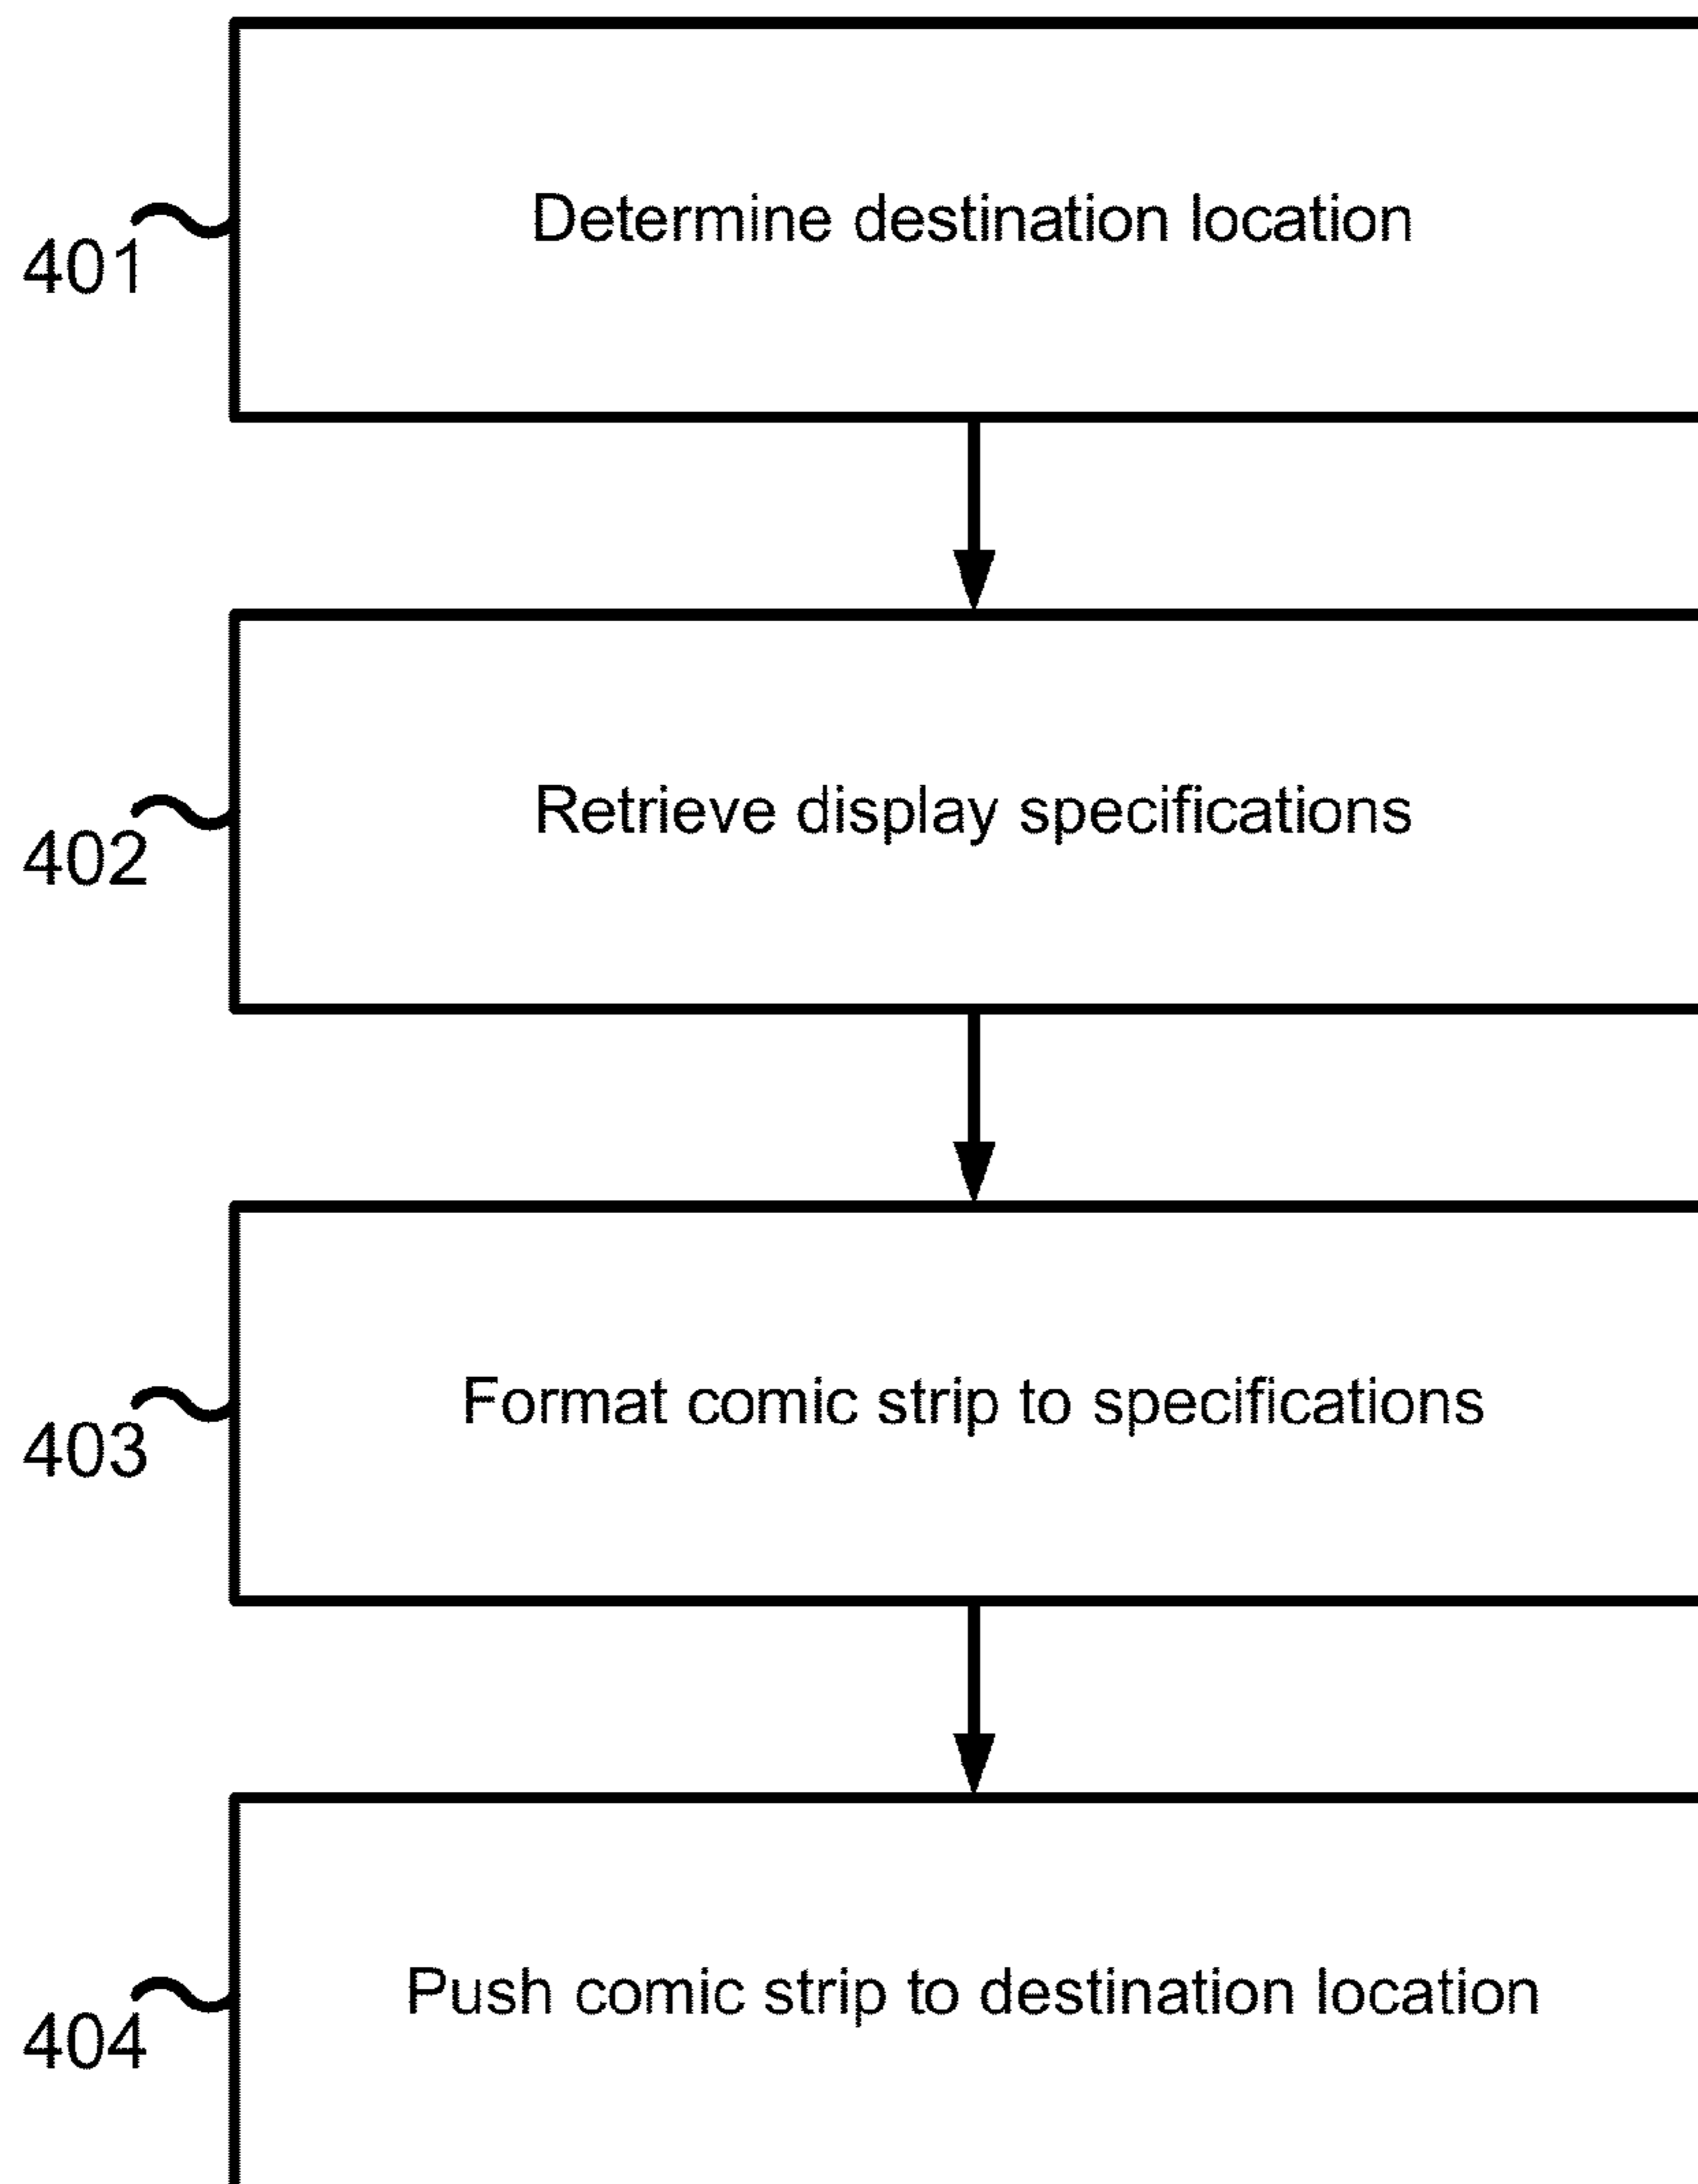 Determine destination location
401
Retrieve display specifications
402
Format comic strip to specifications
403
Push comic strip to destination location
404